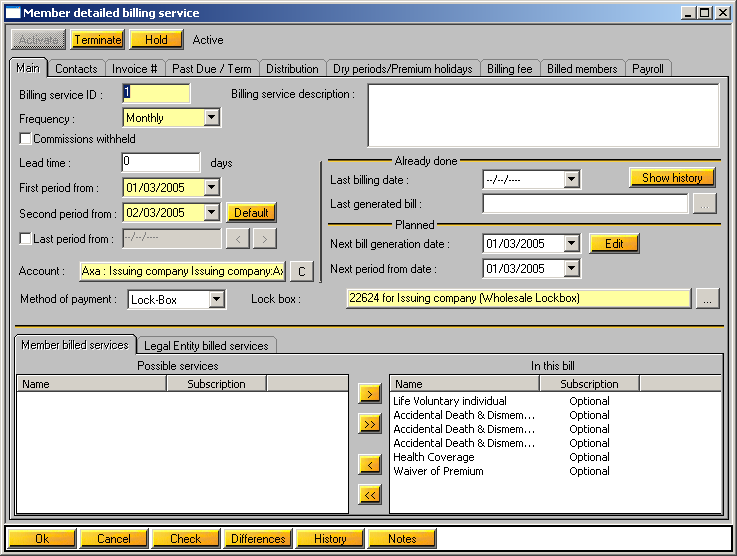 Member detailed billing service
Activate Terminate Hold Active
Main Contacts Invoice # Past Due / Term Distribution Dry periods/Premium holidays Billing fee Billed members Payroll
Billing service ID : 1 Billing service description :
Frequency : Monthly
Commissions withheld
Lead time : 0 days
Already done
First period from : 01/03/2005
Last billing date : --/--/---- Show history
Second period from : 02/03/2005 Default
Last generated bill : ...
Planned
Last period from : --/--/---- < >
Next bill generation date : 01/03/2005 Edit
Account : Axa : Issuing company Issuing company:Ax C
Next period from date : 01/03/2005
Method of payment : Lock-Box Lock box : 22624 for Issuing company (Wholesale Lockbox) ...
Member billed services Legal Entity billed services
Possible services In this bill
Name Subscription Name Subscription
> Life Voluntary individual Optional
Accidental Death & Dismem... Optional
>> Accidental Death & Dismem... Optional
Accidental Death & Dismem... Optional
< Health Coverage Optional
Waiver of Premium Optional
<<
Ok Cancel Check Differences History Notes